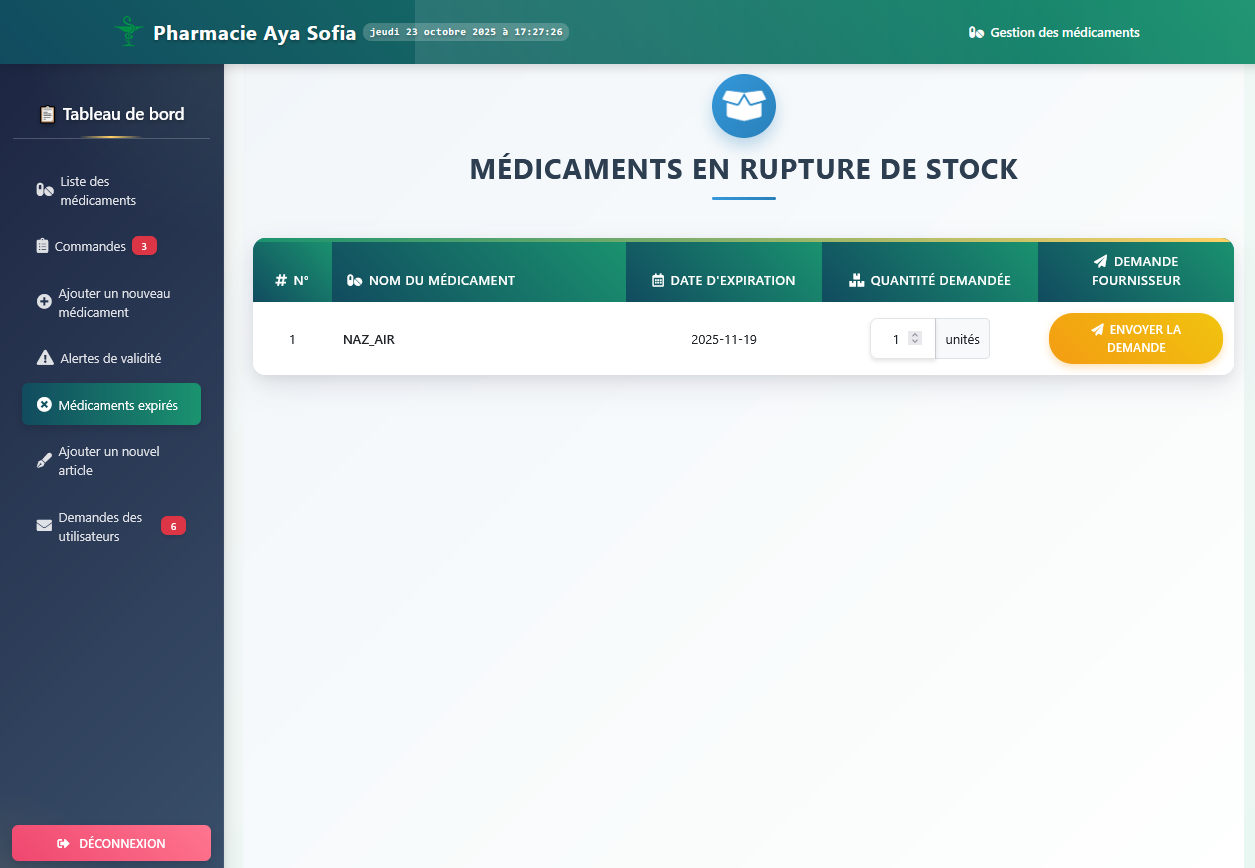 Pharmacie Aya Sofia
jeudi 23 octobre 2025 à 17:27:26
Gestion des médicaments
Tableau de bord
Liste des
médicaments
Commandes 3
Ajouter un nouveau
médicament
Alertes de validité
Médicaments expirés
Ajouter un nouvel
article
Demandes des
utilisateurs
6
DÉCONNEXION
MÉDICAMENTS EN RUPTURE DE STOCK
# N°
NOM DU MÉDICAMENT
DATE D'EXPIRATION
QUANTITÉ DEMANDÉE
DEMANDE
FOURNISSEUR
1
NAZ_AIR
2025-11-19
1
unités
ENVOYER LA
DEMANDE